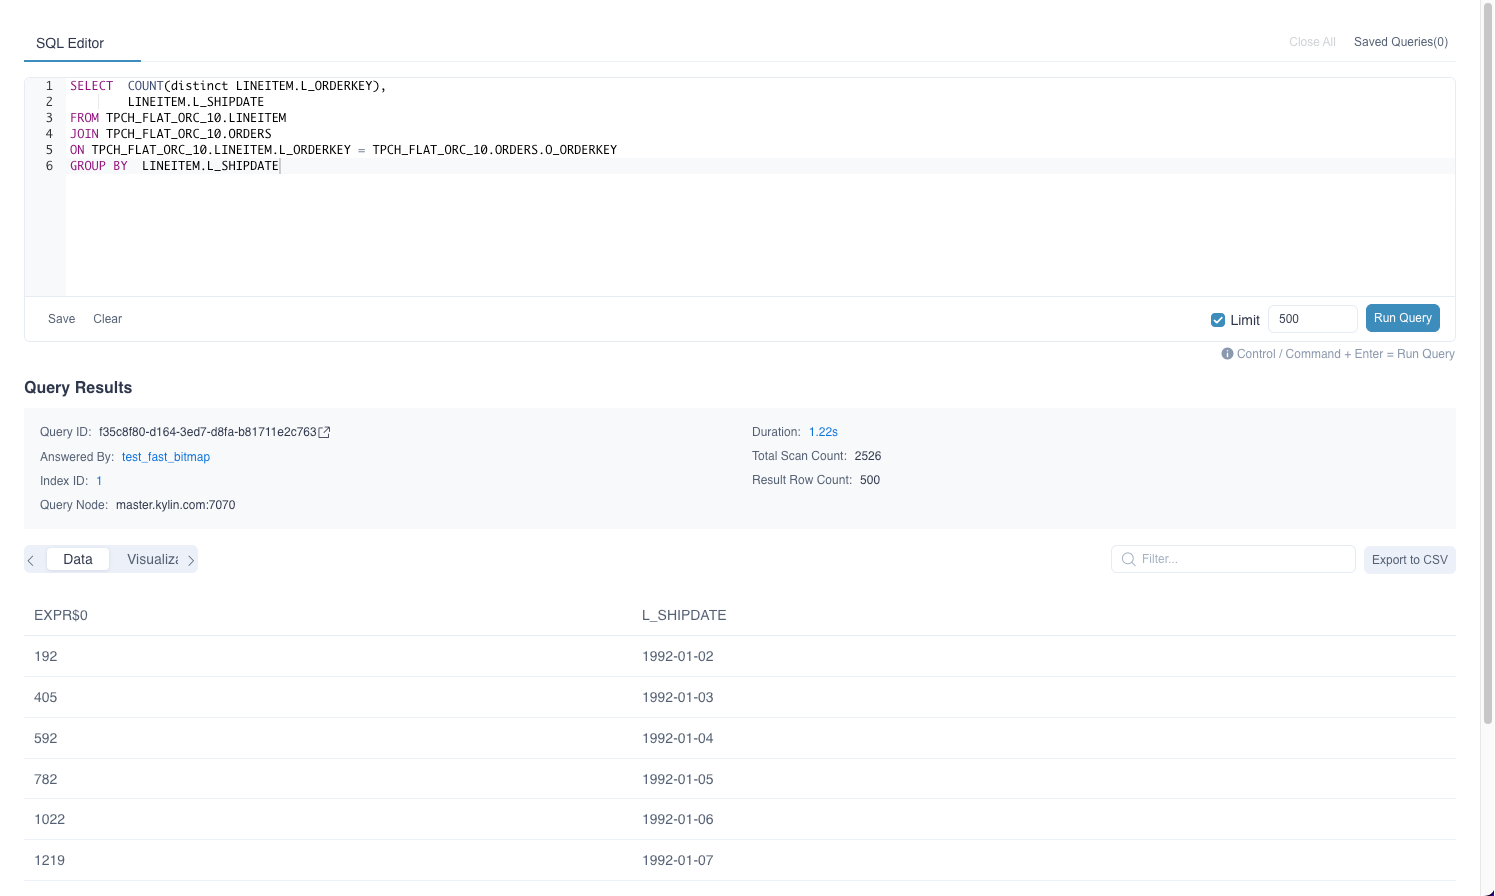 SQL Editor
Close All Saved Queries(0)
1 SELECT COUNT(distinct LINEITEM.L_ORDERKEY),
2 LINEITEM.L_SHIPDATE
3 FROM TPCH_FLAT_ORC_10.LINEITEM
4 JOIN TPCH_FLAT_ORC_10.ORDERS
5 ON TPCH_FLAT_ORC_10.LINEITEM.L_ORDERKEY = TPCH_FLAT_ORC_10.ORDERS.O_ORDERKEY
6 GROUP BY LINEITEM.L_SHIPDATE
Save Clear Limit 500 Run Query
Control / Command + Enter = Run Query
Query Results
Query ID: f35c8f80-d164-3ed7-d8fa-b81711e2c763
Answered By: test_fast_bitmap
Index ID: 1
Query Node: master.kylin.com:7070
Duration: 1.22s
Total Scan Count: 2526
Result Row Count: 500
Data Visualiz
Filter... Export to CSV
EXPR$0 L_SHIPDATE
192 1992-01-02
405 1992-01-03
592 1992-01-04
782 1992-01-05
1022 1992-01-06
1219 1992-01-07